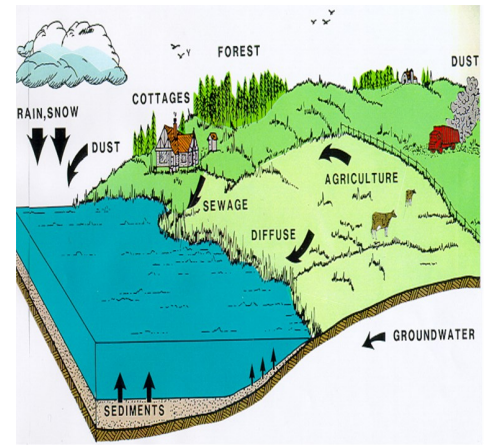 FOREST
DUST
COTTAGES
RAIN,SNOW
DUST
AGRICULTURE
SEWAGE
DIFFUSE
GROUNDWATER
SEDIMENTS